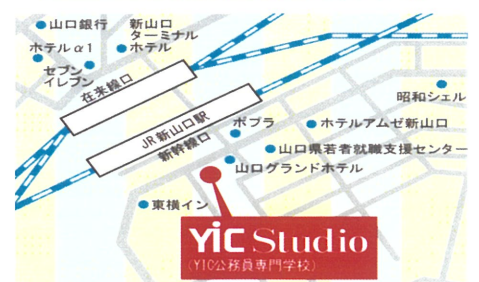 山口銀行
新山口
ターミナル
ホテル
ホテルα1
セブン
イレブン
在来線口
昭和シェル
JR新山口駅
新幹線口
ポプラ
ホテルアムゼ新山口
山口県若者就職支援センター
山口グランドホテル
東横イン
YiC Studio
(YIC公務員専門学校)